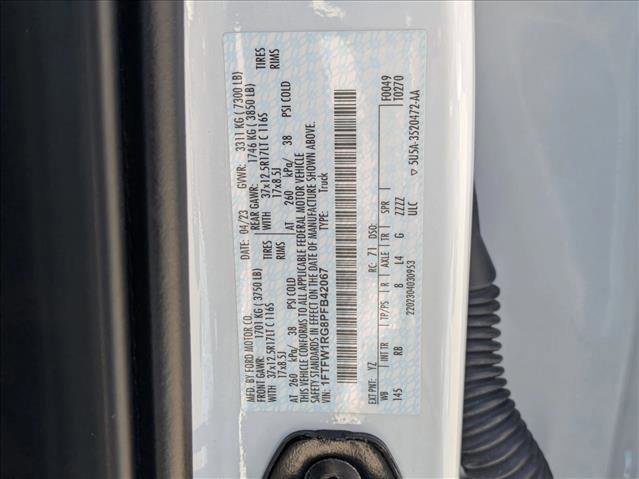 MFD. BY FORD MOTOR CO.
DATE: 04/23 GVWR: 3311 KG ( 7300 LB)
FRONT GAWR: 1701 KG ( 3750 LB) REAR GAWR: 1746 KG ( 3850 LB)
WITH 37x12.5R17LT C 116S TIRES WITH 37x12.5R17LT C 116S TIRES
17x8.5J RIMS 17x8.5J RIMS
AT 260 kPa/ 38 PSI COLD AT 260 kPa/ 38 PSI COLD
THIS VEHICLE CONFORMS TO ALL APPLICABLE FEDERAL MOTOR VEHICLE
SAFETY STANDARDS IN EFFECT ON THE DATE OF MANUFACTURE SHOWN ABOVE.
VIN: 1FTFW1RG8PFB42067
TYPE: Truck
F0049
T0270
EXT PNT: YZ RC: 71 DSO:
WB INT TR TP/PS R AXLE TR SPR
145 RB 8 L4 G ZZZZ
ULC
2202304030953
▽ 5U5A-3520472-AA